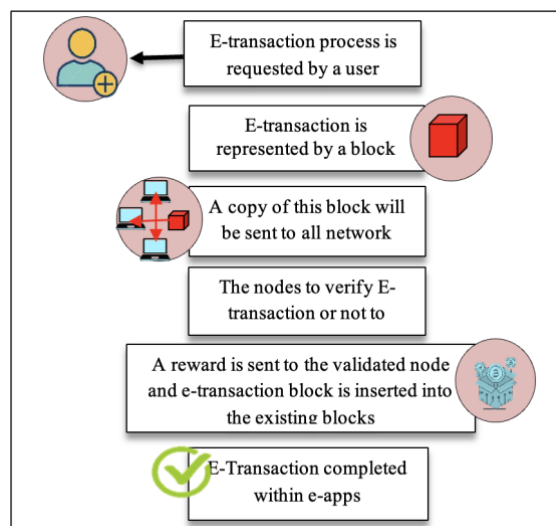 E-transaction process is
requested by a user
E-transaction is
represented by a block
A copy of this block will
be sent to all network
The nodes to verify E-
transaction or not to
A reward is sent to the validated node
and e-transaction block is inserted into
the existing blocks
E-Transaction completed
within e-apps